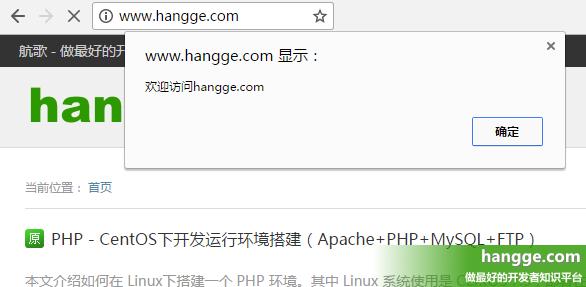 www.hangge.com
航歌 - 做最好的开
www.hangge.com 显示：
欢迎访问hangge.com
确定
hang
当前位置： 首页
原 PHP - CentOS下开发运行环境搭建（Apache+PHP+MySQL+FTP）
本文介绍如何在 Linux下搭建一个 PHP 环境。其中 Linux 系统使用是 C
hangge.com
做最好的开发者知识平台